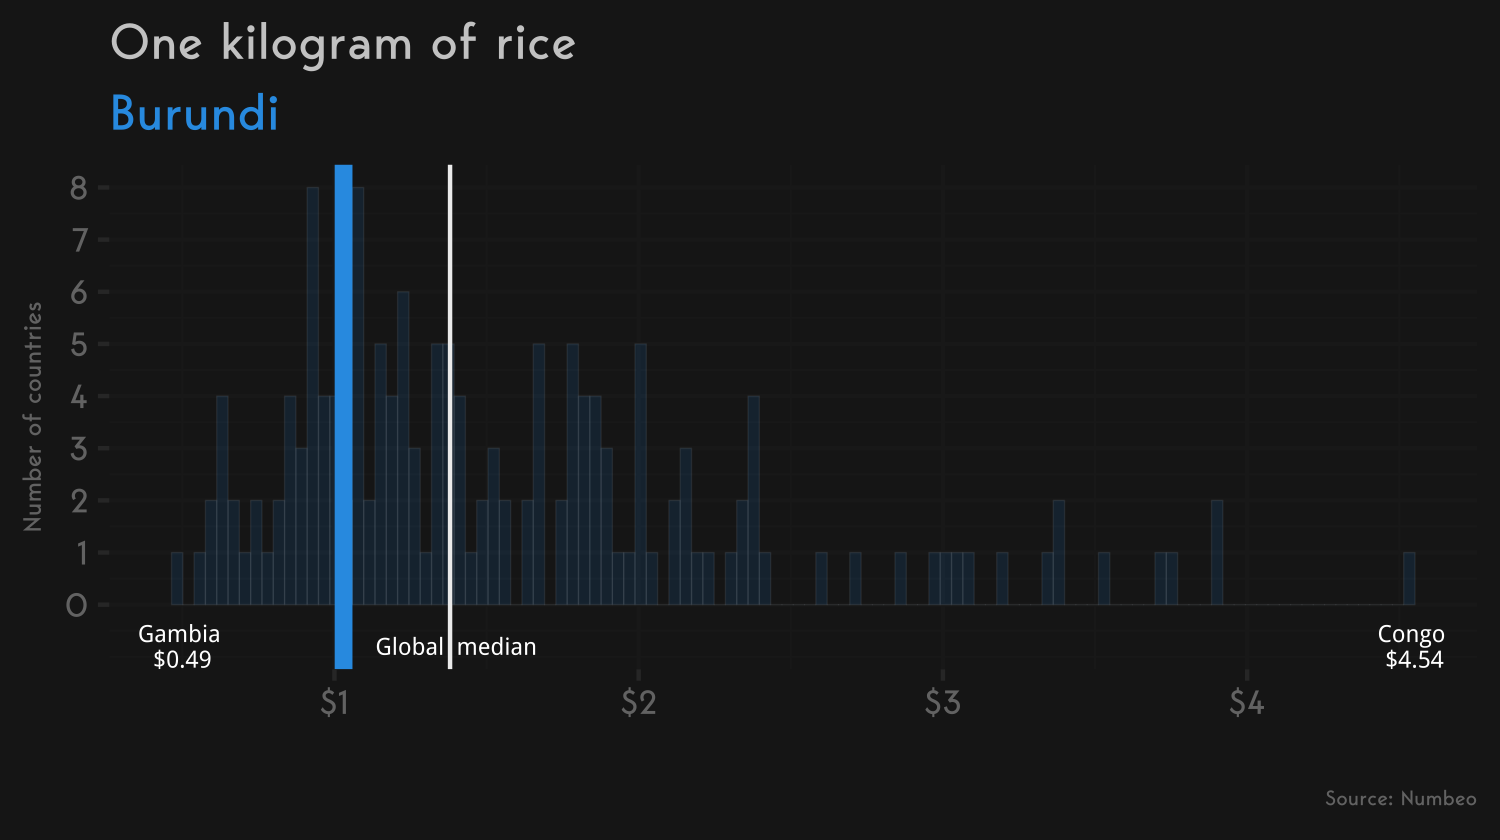 One kilogram of rice
Burundi
Number of countries
8
7
6
5
4
3
2
1
0
Gambia
$0.49
Global median
Congo
$4.54
$1
$2
$3
$4
Source: Numbeo